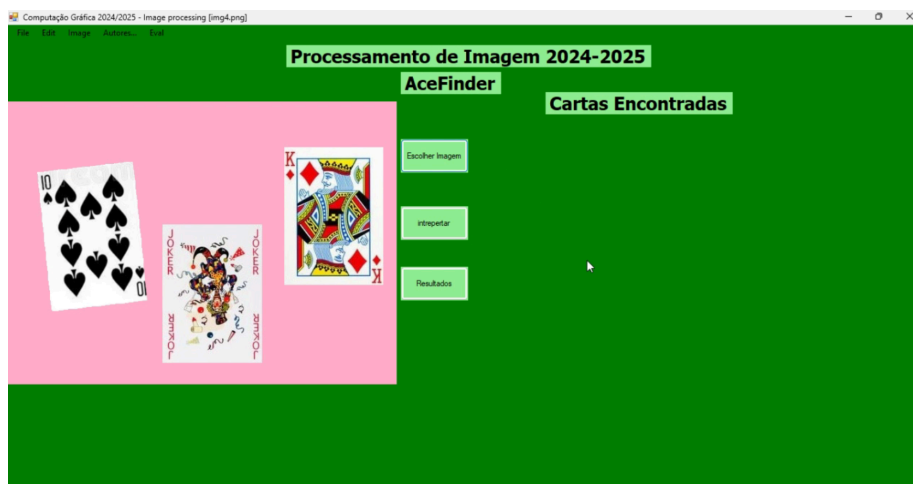 Computação Gráfica 2024/2025 - Image processing [img4.png]
File Edit Image Autores... Eval
Processamento de Imagem 2024-2025
AceFinder
Cartas Encontradas
Escolher Imagem
intrepertar
Resultados
10
10
JOKER
JOKER
JOKER
JOKER
K
K